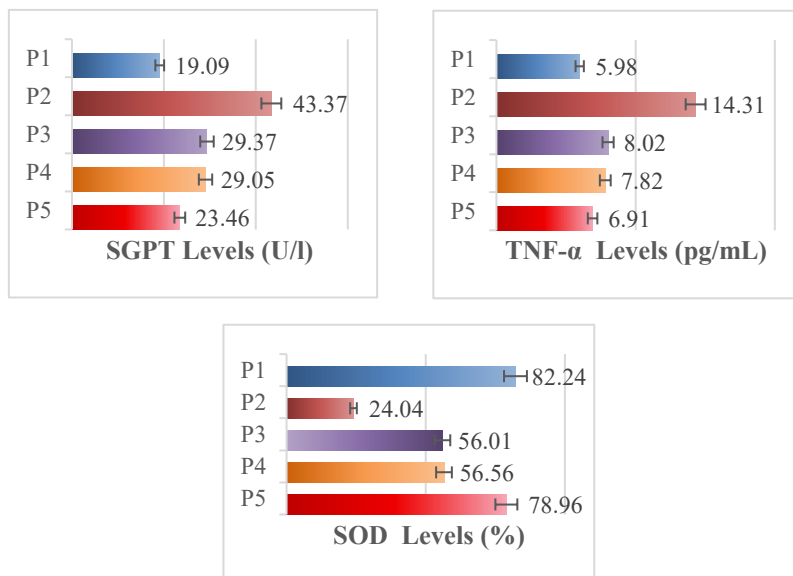 P1 19.09
P2 43.37
P3 29.37
P4 29.05
P5 23.46
SGPT Levels (U/l)
P1 5.98
P2 14.31
P3 8.02
P4 7.82
P5 6.91
TNF-α Levels (pg/mL)
P1 82.24
P2 24.04
P3 56.01
P4 56.56
P5 78.96
SOD Levels (%)